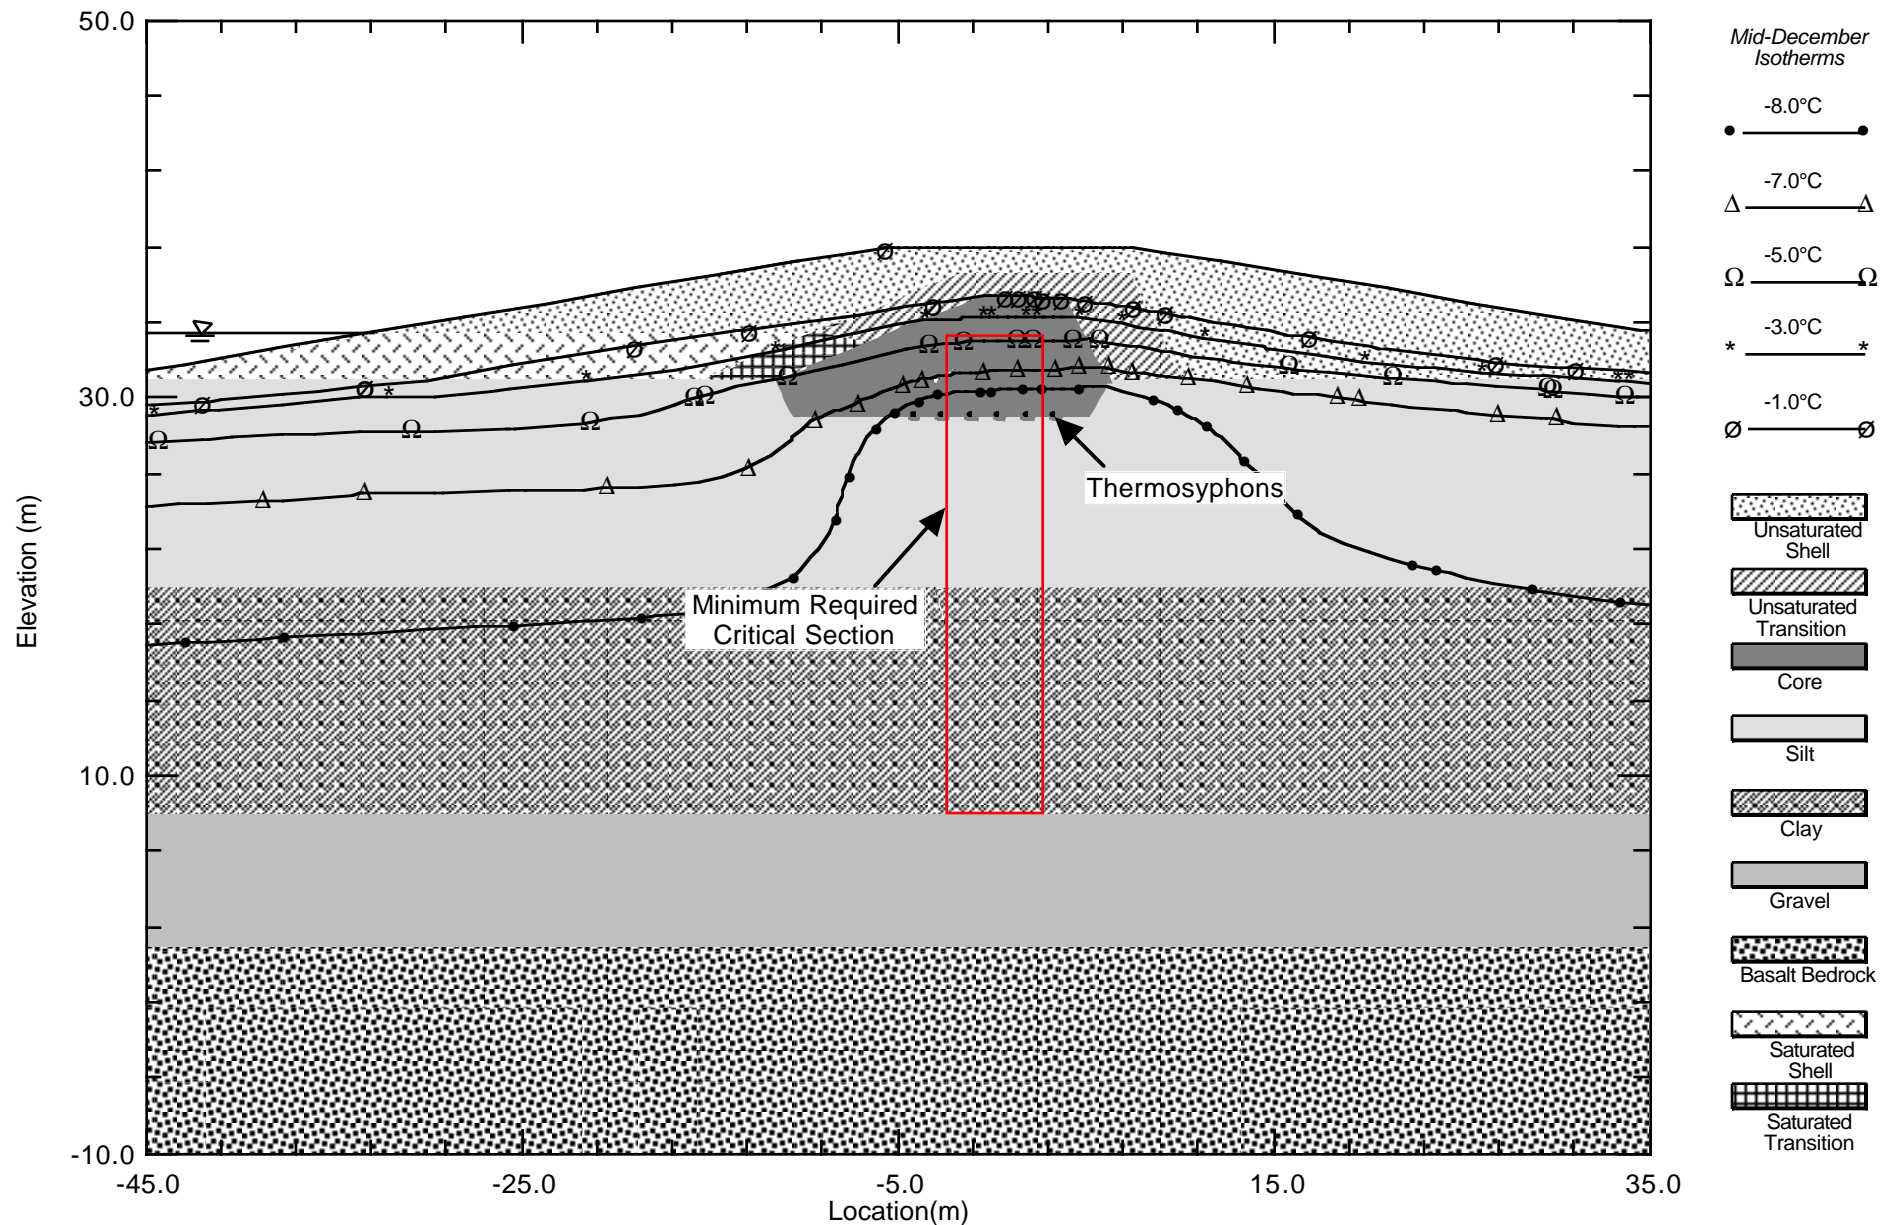 50.0
30.0
10.0
-10.0
Elevation (m)
-45.0
-25.0
-5.0
15.0
35.0
Location(m)
Thermosyphons
Minimum Required
Critical Section
Mid-December
Isotherms
-8.0°C
-7.0°C
Δ Δ
-5.0°C
Ω Ω
-3.0°C
* *
-1.0°C
Ø Ø
Unsaturated
Shell
Unsaturated
Transition
Core
Silt
Clay
Gravel
Basalt Bedrock
Saturated
Shell
Saturated
Transition